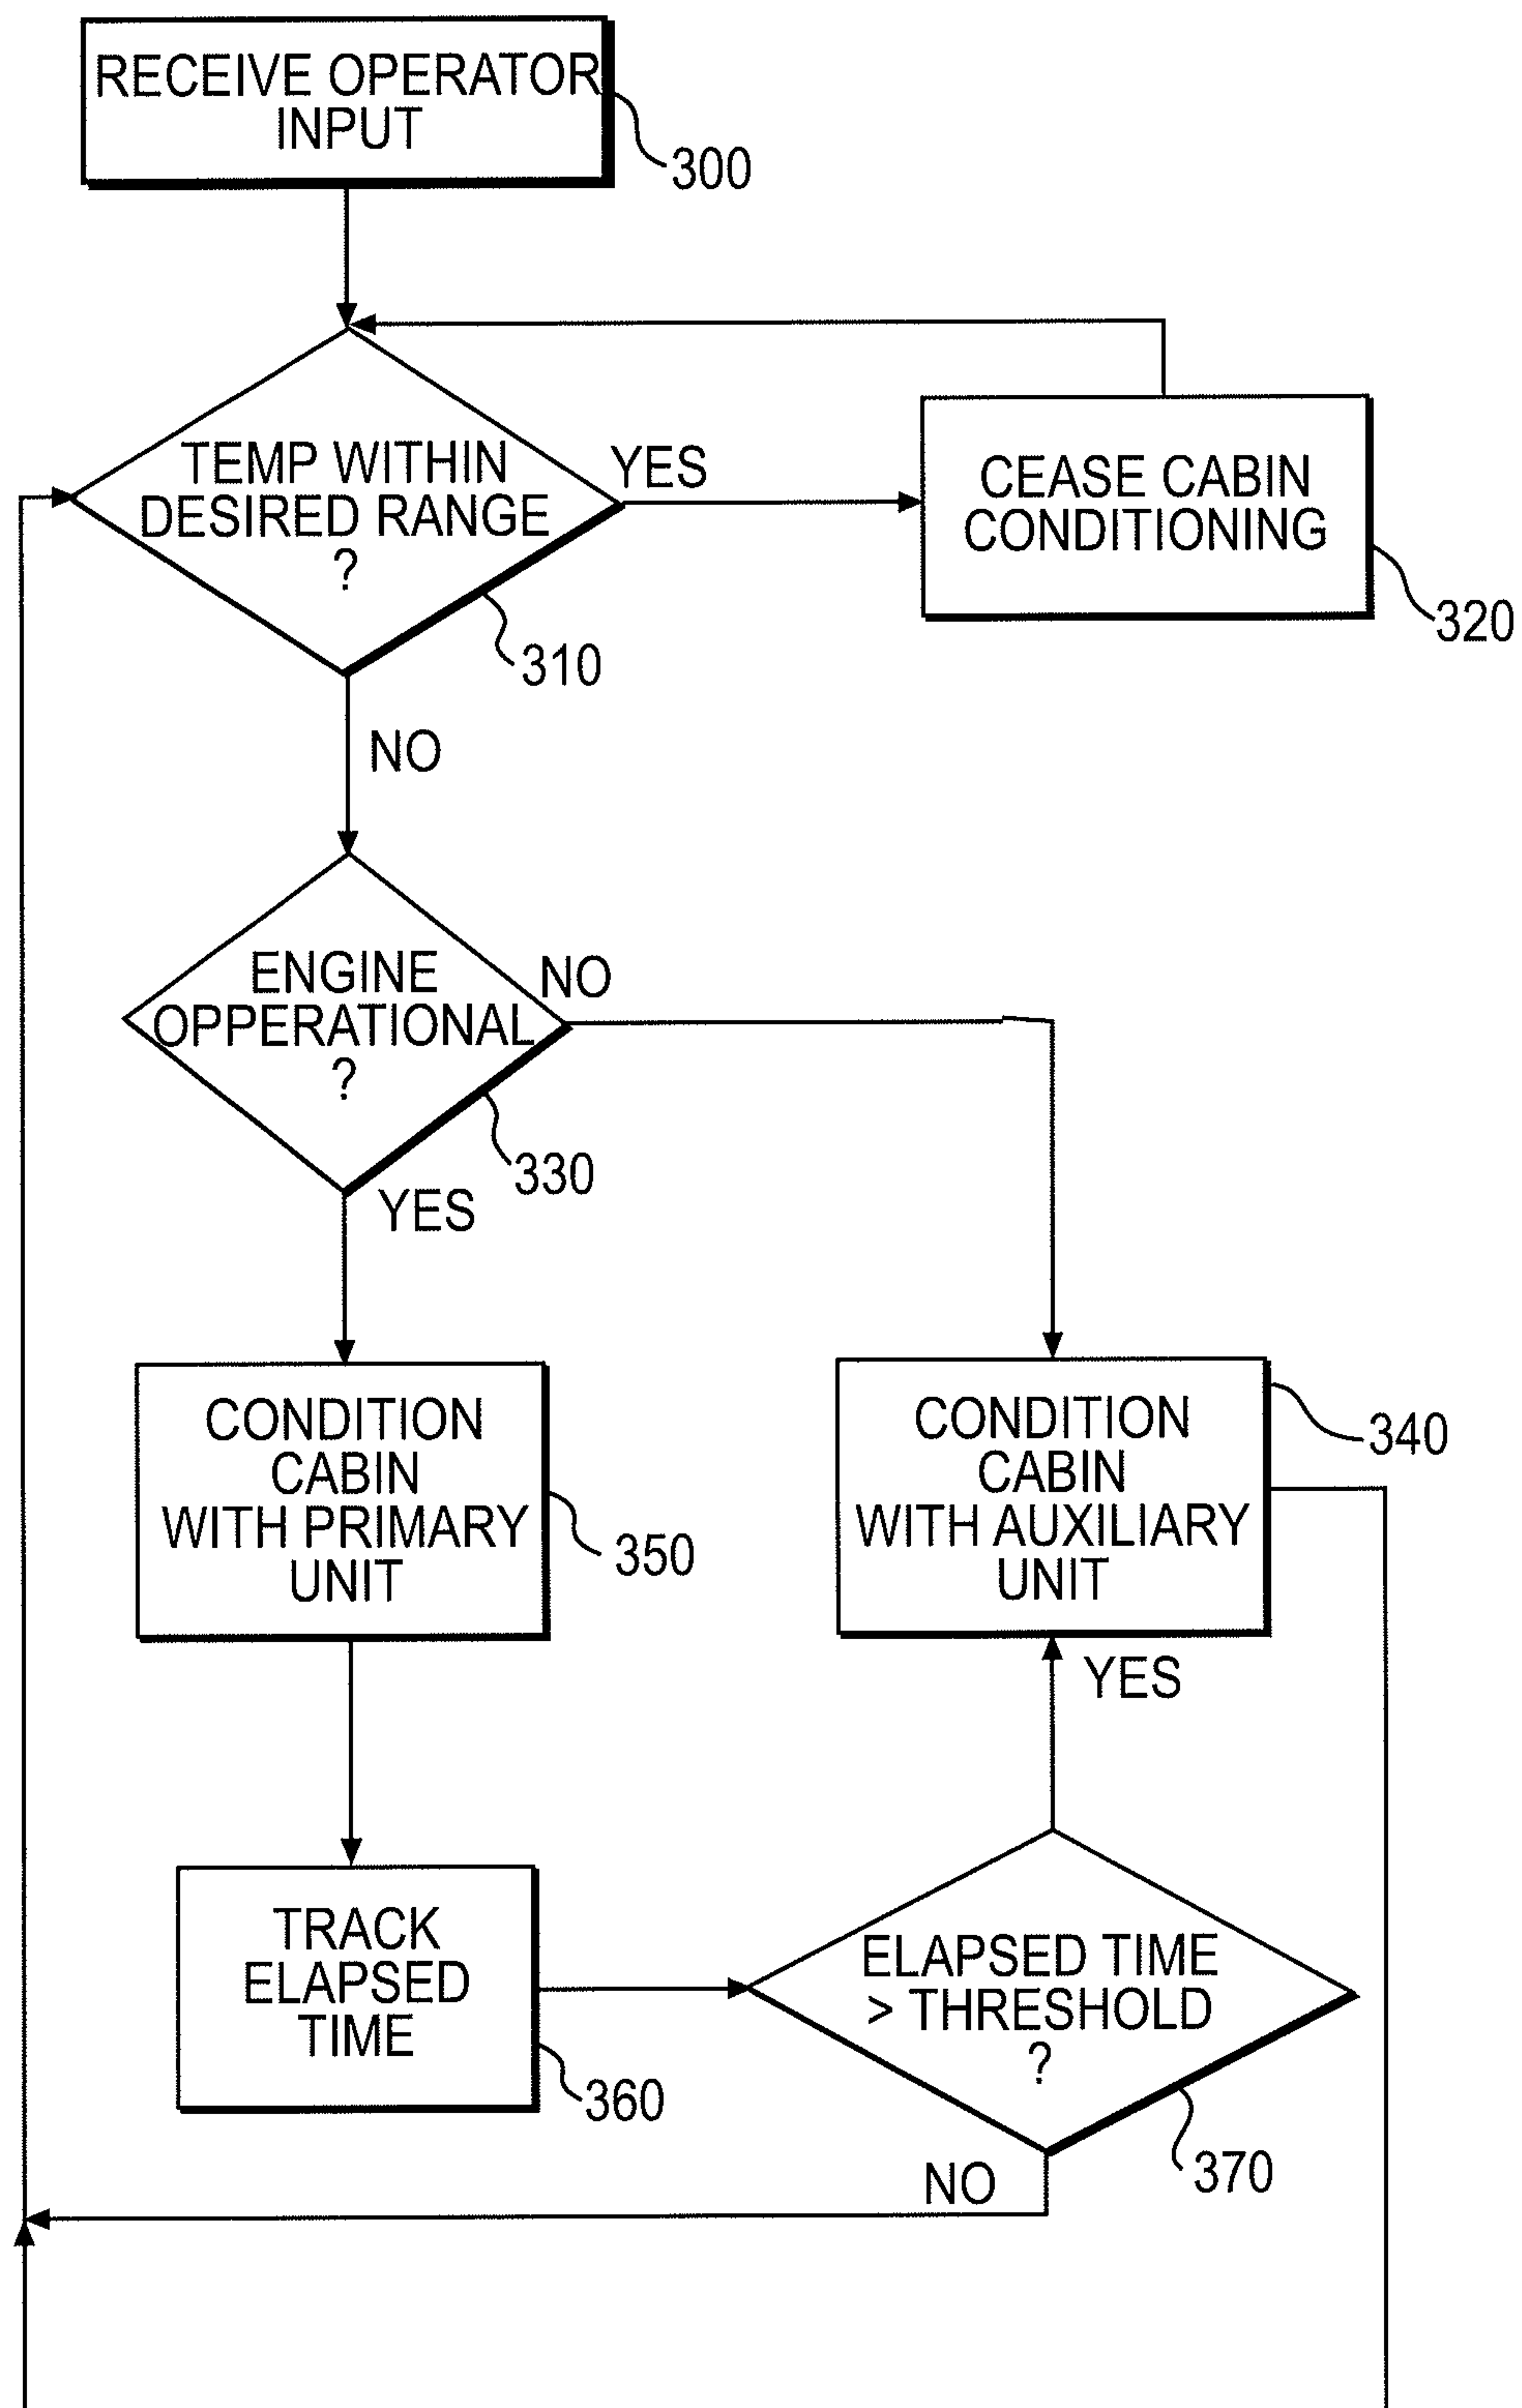 RECEIVE OPERATOR
INPUT
300
TEMP WITHIN
DESIRED RANGE
?
YES
310
CEASE CABIN
CONDITIONING
320
NO
ENGINE
OPPERATIONAL
?
NO
330
YES
CONDITION
CABIN
WITH PRIMARY
UNIT
350
CONDITION
CABIN
WITH AUXILIARY
UNIT
340
YES
TRACK
ELAPSED
TIME
360
ELAPSED TIME
> THRESHOLD
?
370
NO